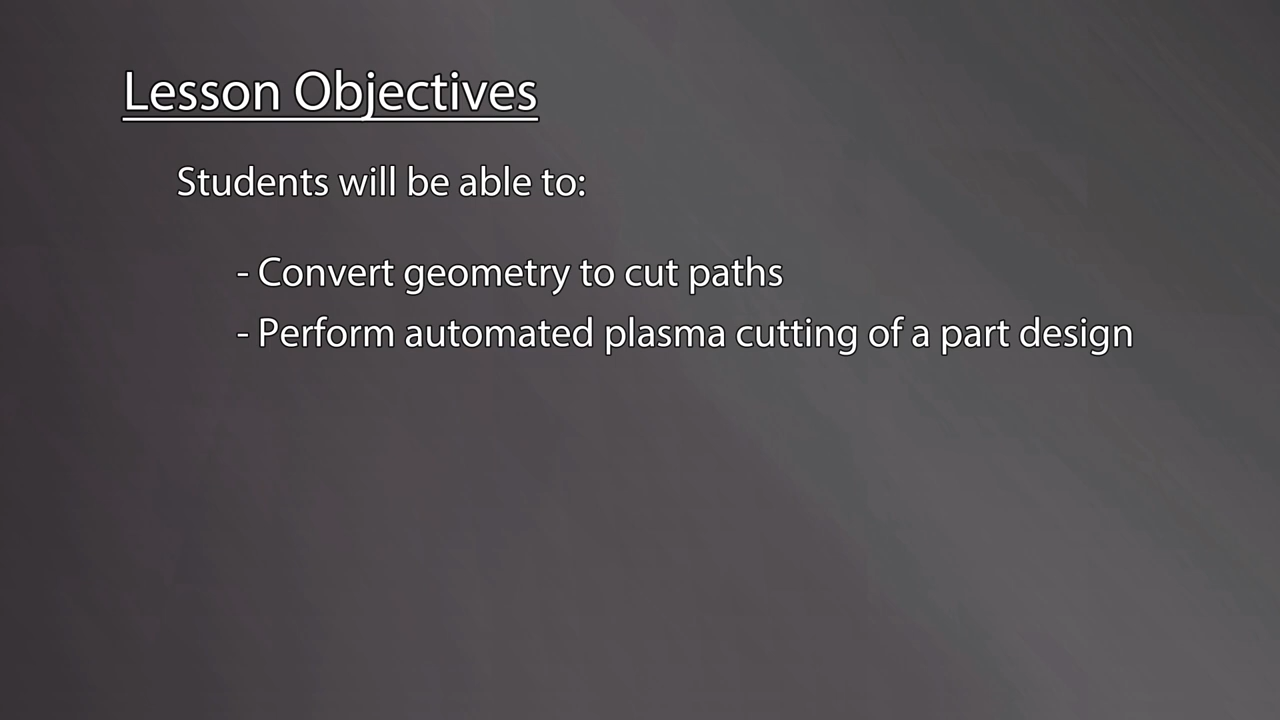 Lesson Objectives
Students will be able to:
- Convert geometry to cut paths
- Perform automated plasma cutting of a part design